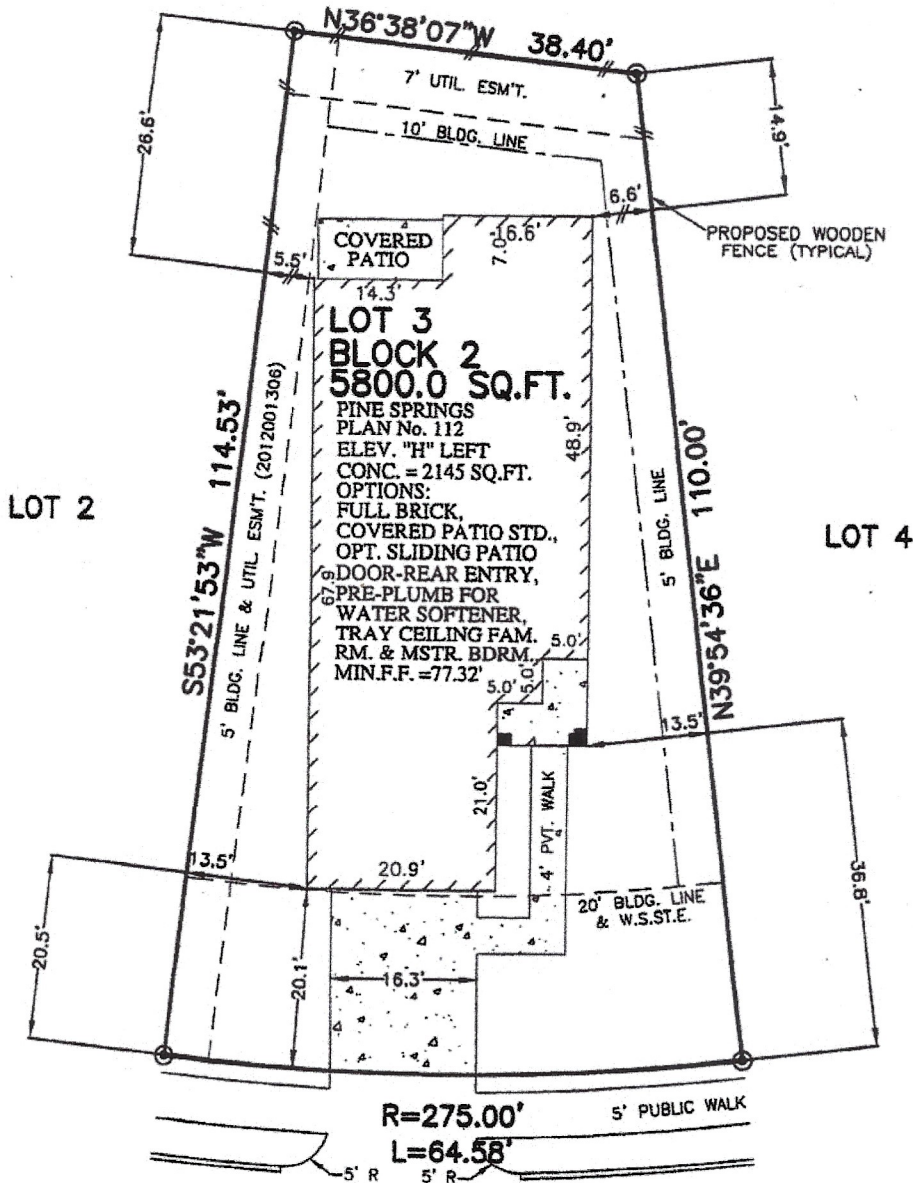 N36°38'07"W 38.40'
7' UTIL. ESM'T.
10' BLDG. LINE
26.6'
14.9'
6.6'
PROPOSED WOODEN
FENCE (TYPICAL)
COVERED
PATIO
16.6'
7.0'
5.5'
14.3'
LOT 3
BLOCK 2
5800.0 SQ.FT.
PINE SPRINGS
PLAN No. 112
ELEV. "H" LEFT
CONC. = 2145 SQ.FT.
OPTIONS:
FULL BRICK,
COVERED PATIO STD.,
OPT. SLIDING PATIO
DOOR-REAR ENTRY,
PRE-PLUMB FOR
WATER SOFTENER,
TRAY CEILING FAM.
RM. & MSTR. BDRM.
MIN.F.F. =77.32'
48.9'
67.9
LOT 2
LOT 4
S53°21'53"W 114.53'
5' BLDG. LINE & UTIL ESM'T. (2012001306)
5' BLDG. LINE
N39°54'36"E 110.00'
5.0'
5.0'
5.0'
13.5'
21.0'
4' PVT. WALK
13.5'
20.9'
20' BLDG. LINE
& W.S.ST.E.
36.8'
20.5'
20.1'
16.3'
R=275.00'
L=64.58'
5' PUBLIC WALK
5' R
5' R